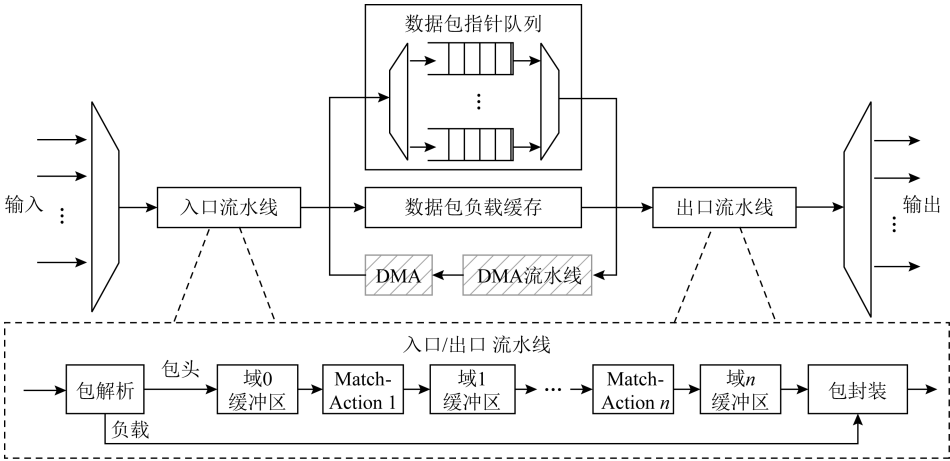 数据包指针队列
输入
入口流水线
数据包负载缓存
出口流水线
输出
DMA
DMA流水线
入口/出口 流水线
包解析
包头
负载
域0
缓冲区
Match-
Action 1
域1
缓冲区
Match-
Action n
域n
缓冲区
包封装